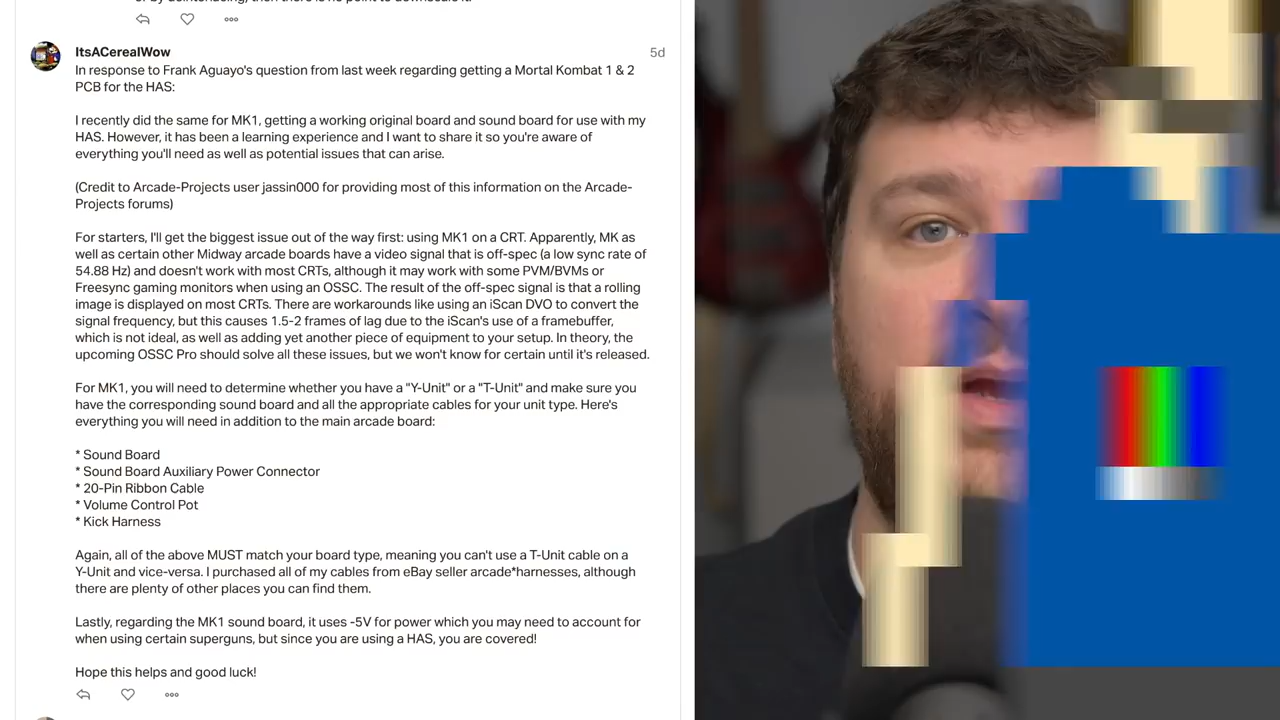 ItsACerealWow
5d
In response to Frank Aguayo's question from last week regarding getting a Mortal Kombat 1 & 2
PCB for the HAS:
I recently did the same for MK1, getting a working original board and sound board for use with my
HAS. However, it has been a learning experience and I want to share it so you're aware of
everything you'll need as well as potential issues that can arise.
(Credit to Arcade-Projects user jassin000 for providing most of this information on the Arcade-
Projects forums)
For starters, I'll get the biggest issue out of the way first: using MK1 on a CRT. Apparently, MK as
well as certain other Midway arcade boards have a video signal that is off-spec (a low sync rate of
54.88 Hz) and doesn't work with most CRTs, although it may work with some PVM/BVMs or
Freesync gaming monitors when using an OSSC. The result of the off-spec signal is that a rolling
image is displayed on most CRTs. There are workarounds like using an iScan DVO to convert the
signal frequency, but this causes 1.5-2 frames of lag due to the iScan's use of a framebuffer,
which is not ideal, as well as adding yet another piece of equipment to your setup. In theory, the
upcoming OSSC Pro should solve all these issues, but we won't know for certain until it's released.
For MK1, you will need to determine whether you have a "Y-Unit" or a "T-Unit" and make sure you
have the corresponding sound board and all the appropriate cables for your unit type. Here's
everything you will need in addition to the main arcade board:
* Sound Board
* Sound Board Auxiliary Power Connector
* 20-Pin Ribbon Cable
* Volume Control Pot
* Kick Harness
Again, all of the above MUST match your board type, meaning you can't use a T-Unit cable on a
Y-Unit and vice-versa. I purchased all of my cables from eBay seller arcade*harnesses, although
there are plenty of other places you can find them.
Lastly, regarding the MK1 sound board, it uses -5V for power which you may need to account for
when using certain superguns, but since you are using a HAS, you are covered!
Hope this helps and good luck!